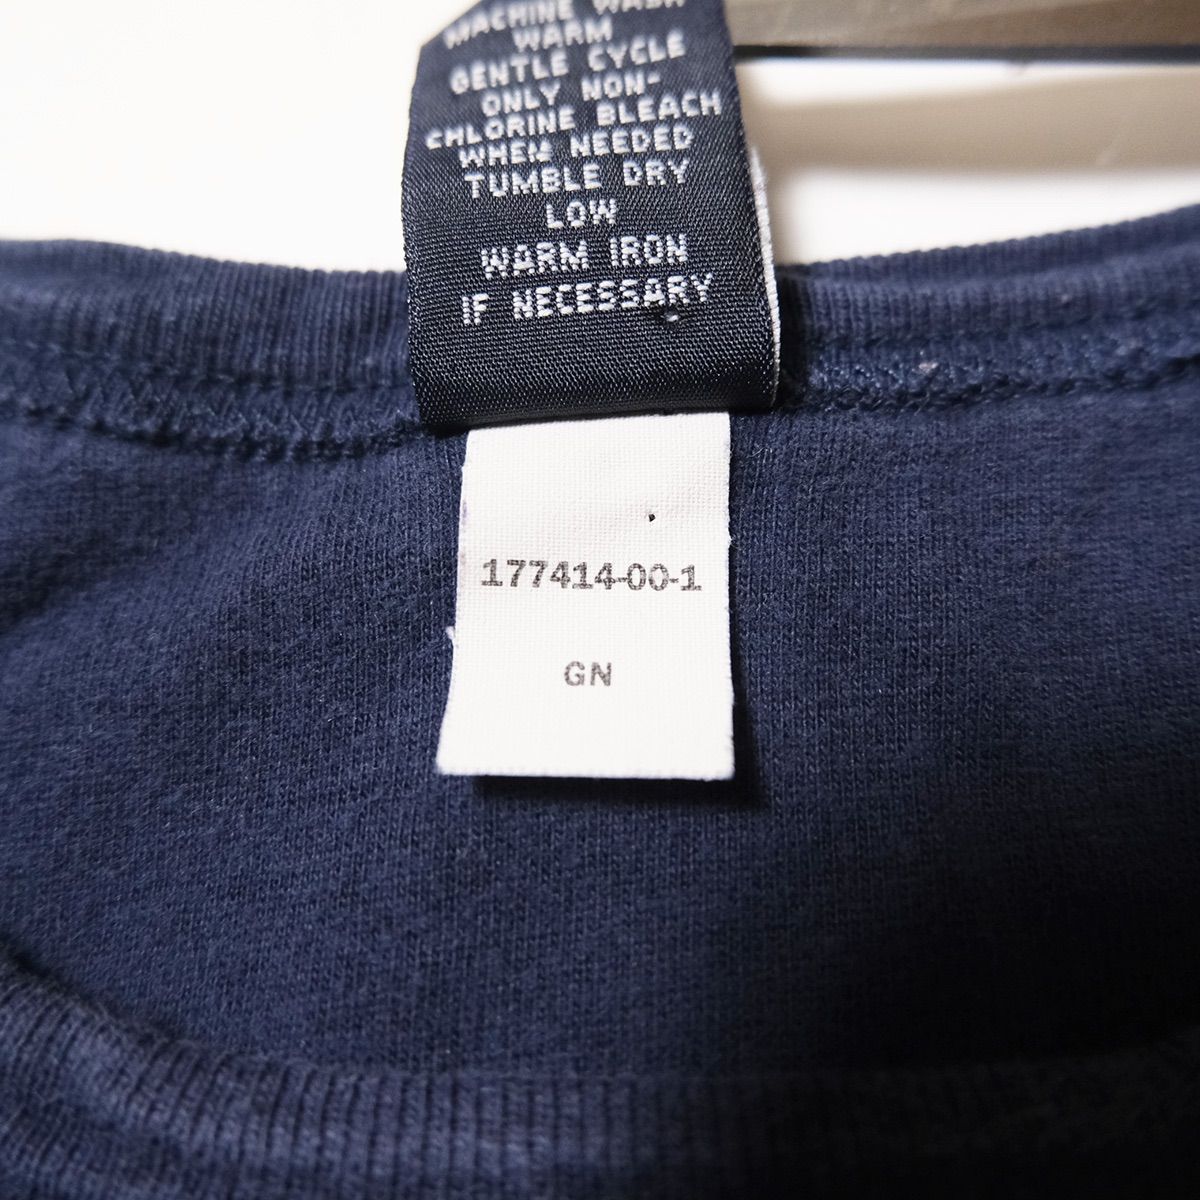 MACHINE WASH
WARM
GENTLE CYCLE
ONLY NON-
CHLORINE BLEACH
WHEN NEEDED
TUMBLE DRY
LOW
WARM IRON
IF NECESSARY
177414-00-1
GN